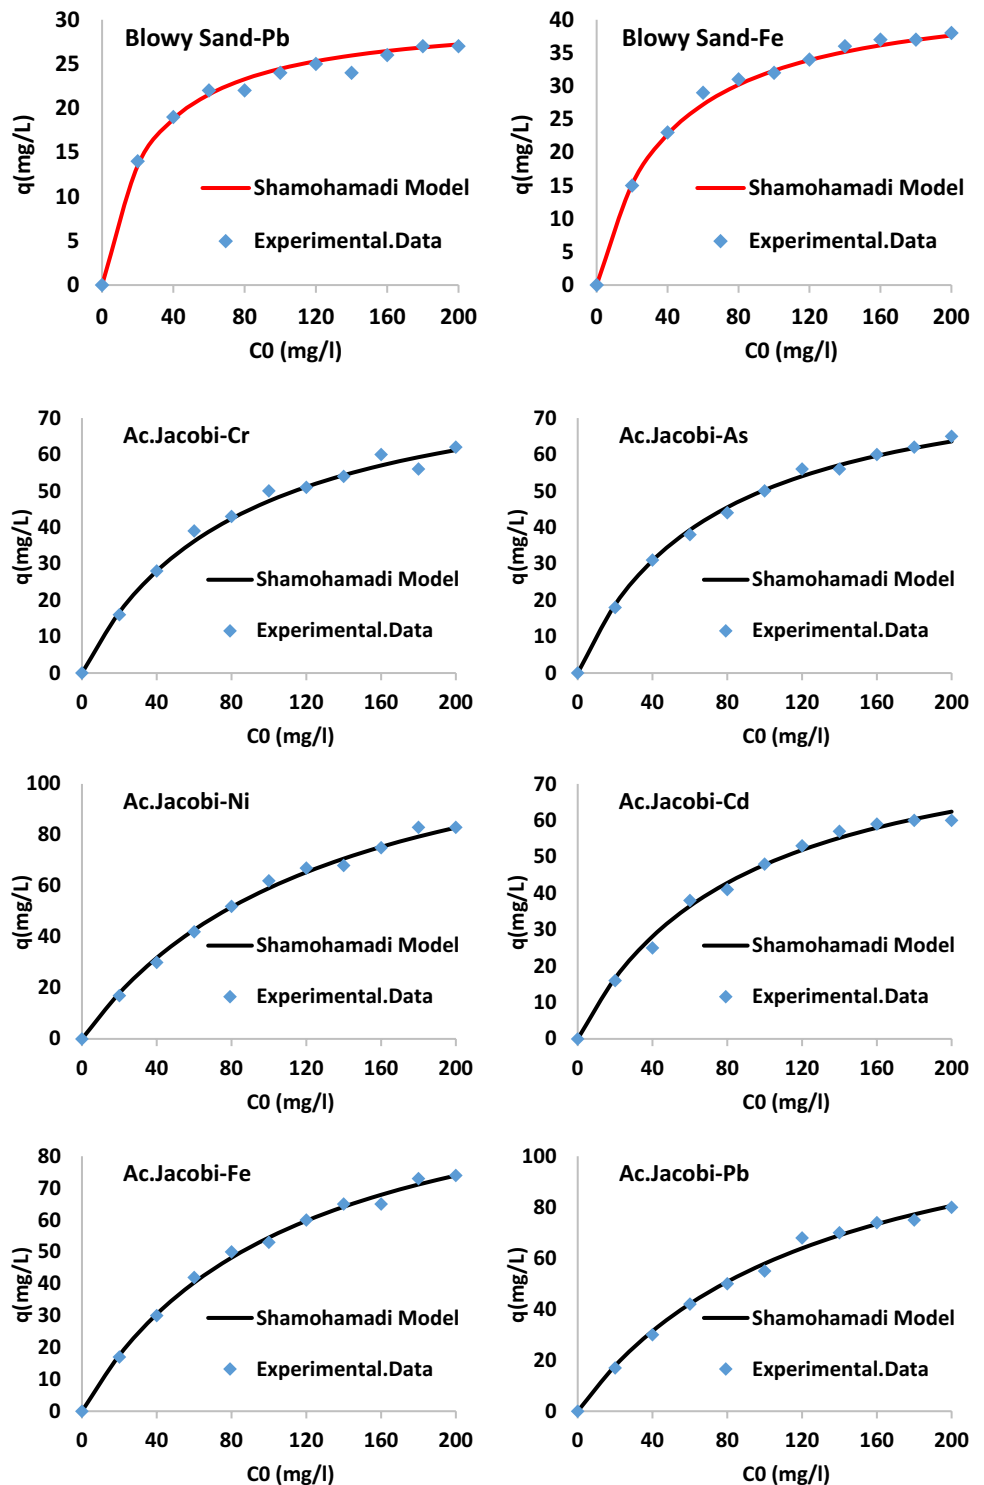 Blowy Sand-Pb
q(mg/L)
30
25
20
15
10
5
0
Shamohamadi Model
Experimental.Data
0 40 80 120 160 200
C0 (mg/l)
Blowy Sand-Fe
q(mg/L)
40
35
30
25
20
15
10
5
0
Shamohamadi Model
Experimental.Data
0 40 80 120 160 200
C0 (mg/l)
Ac.Jacobi-Cr
q(mg/L)
70
60
50
40
30
20
10
0
Shamohamadi Model
Experimental.Data
0 40 80 120 160 200
C0 (mg/l)
Ac.Jacobi-As
q(mg/L)
70
60
50
40
30
20
10
0
Shamohamadi Model
Experimental.Data
0 40 80 120 160 200
C0 (mg/l)
Ac.Jacobi-Ni
q(mg/L)
100
80
60
40
20
0
Shamohamadi Model
Experimental.Data
0 40 80 120 160 200
C0 (mg/l)
Ac.Jacobi-Cd
q(mg/L)
70
60
50
40
30
20
10
0
Shamohamadi Model
Experimental.Data
0 40 80 120 160 200
C0 (mg/l)
Ac.Jacobi-Fe
q(mg/L)
80
70
60
50
40
30
20
10
0
Shamohamadi Model
Experimental.Data
0 40 80 120 160 200
C0 (mg/l)
Ac.Jacobi-Pb
q(mg/L)
100
80
60
40
20
0
Shamohamadi Model
Experimental.Data
0 40 80 120 160 200
C0 (mg/l)